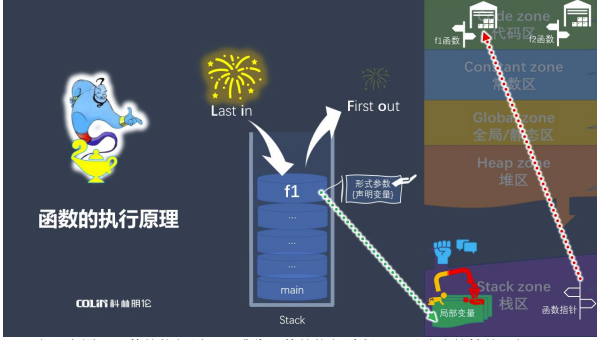 Code zone
代码区
f1函数
f2函数
Constant zone
常数区
Global zone
全局/静态区
Heap zone
堆区
Last in
First out
f1
形式参数
(声明变量)
...
...
...
main
Stack
函数的执行原理
COLIN 科林明伦
Stack zone
栈区
局部变量
函数指针